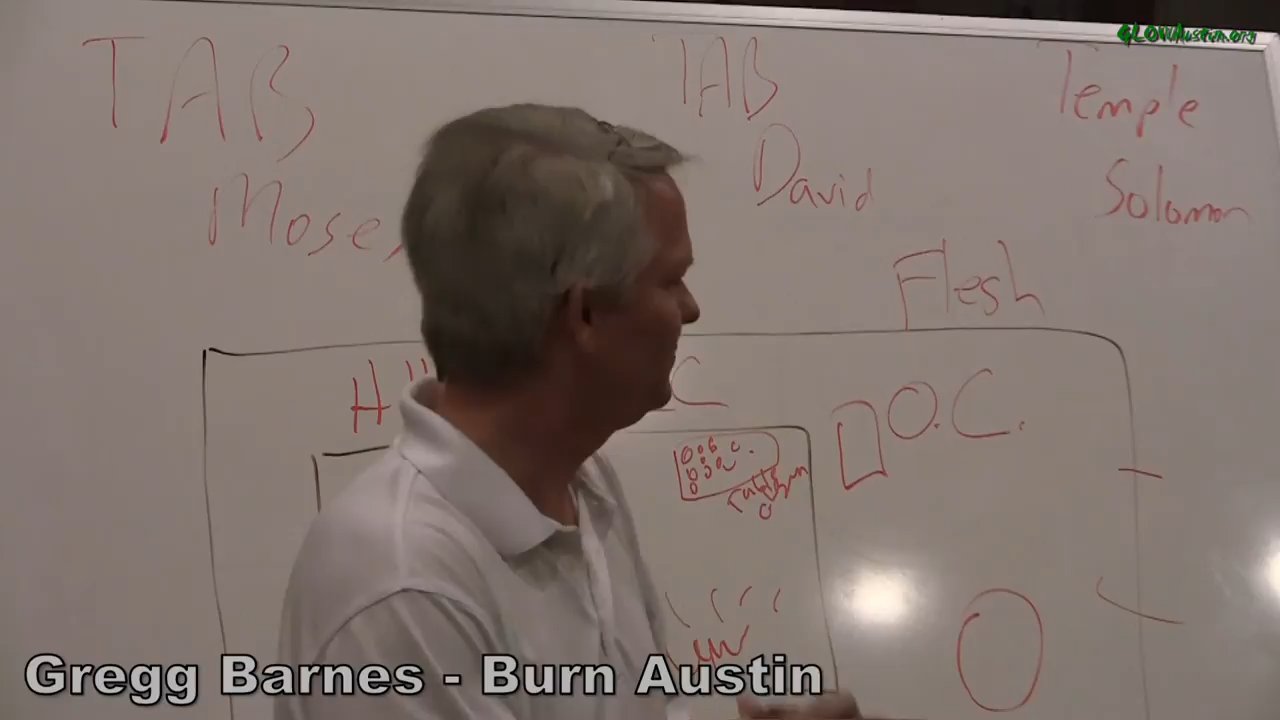 GLOWAustin.org
TAB TAB Temple
Moses David Solomon
Flesh
H C O.C.
Gregg Barnes - Burn Austin